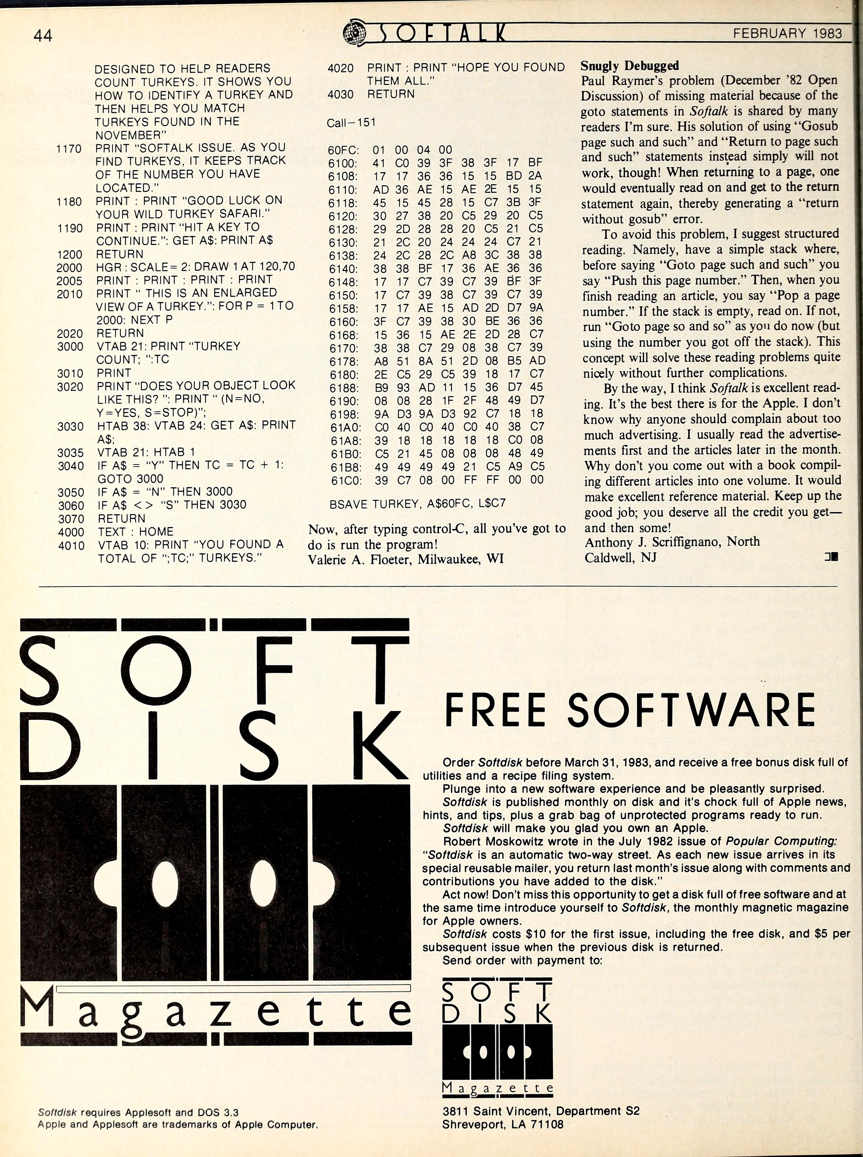 44
SOFTALK
FEBRUARY 1983
DESIGNED TO HELP READERS
COUNT TURKEYS. IT SHOWS YOU
HOW TO IDENTIFY A TURKEY AND
THEN HELPS YOU MATCH
TURKEYS FOUND IN THE
NOVEMBER"
1170 PRINT "SOFTALK ISSUE. AS YOU
FIND TURKEYS, IT KEEPS TRACK
OF THE NUMBER YOU HAVE
LOCATED."
1180 PRINT : PRINT "GOOD LUCK ON
YOUR WILD TURKEY SAFARI."
1190 PRINT : PRINT "HIT A KEY TO
CONTINUE.": GET A$: PRINT A$
1200 RETURN
2000 HGR : SCALE= 2: DRAW 1 AT 120,70
2005 PRINT : PRINT : PRINT : PRINT
2010 PRINT " THIS IS AN ENLARGED
VIEW OF A TURKEY.": FOR P = 1 TO
2000: NEXT P
2020 RETURN
3000 VTAB 21: PRINT "TURKEY
COUNT; ":TC
3010 PRINT
3020 PRINT "DOES YOUR OBJECT LOOK
LIKE THIS? ": PRINT " (N=NO,
Y=YES, S=STOP)";
3030 HTAB 38: VTAB 24: GET A$: PRINT
A$;
3035 VTAB 21: HTAB 1
3040 IF A$ = "Y" THEN TC = TC + 1:
GOTO 3000
3050 IF A$ = "N" THEN 3000
3060 IF A$ < > "S" THEN 3030
3070 RETURN
4000 TEXT : HOME
4010 VTAB 10: PRINT "YOU FOUND A
TOTAL OF ";TC;" TURKEYS."
4020 PRINT : PRINT "HOPE YOU FOUND
THEM ALL."
4030 RETURN
Call–151
60FC: 01 00 04 00
6100: 41 C0 39 3F 38 3F 17 BF
6108: 17 17 36 36 15 15 BD 2A
6110: AD 36 AE 15 AE 2E 15 15
6118: 45 15 45 28 15 C7 3B 3F
6120: 30 27 38 20 C5 29 20 C5
6128: 29 2D 28 28 20 C5 21 C5
6130: 21 2C 20 24 24 24 C7 21
6138: 24 2C 28 2C A8 3C 38 38
6140: 38 38 BF 17 36 AE 36 36
6148: 17 17 C7 39 C7 39 BF 3F
6150: 17 C7 39 38 C7 39 C7 39
6158: 17 17 AE 15 AD 2D D7 9A
6160: 3F C7 39 38 30 BE 36 36
6168: 15 36 15 AE 2E 2D 28 C7
6170: 38 38 C7 29 08 38 C7 39
6178: A8 51 8A 51 2D 08 B5 AD
6180: 2E C5 29 C5 39 18 17 C7
6188: B9 93 AD 11 15 36 D7 45
6190: 08 08 28 1F 2F 48 49 D7
6198: 9A D3 9A D3 92 C7 18 18
61A0: C0 40 C0 40 C0 40 38 C7
61A8: 39 18 18 18 18 18 C0 08
61B0: C5 21 45 08 08 08 48 49
61B8: 49 49 49 49 21 C5 A9 C5
61C0: 39 C7 08 00 FF FF 00 00
BSAVE TURKEY, A$60FC, L$C7
Now, after typing control-C, all you've got to
do is run the program!
Valerie A. Floeter, Milwaukee, WI
Snugly Debugged
Paul Raymer's problem (December '82 Open
Discussion) of missing material because of the
goto statements in Softalk is shared by many
readers I'm sure. His solution of using "Gosub
page such and such" and "Return to page such
and such" statements instead simply will not
work, though! When returning to a page, one
would eventually read on and get to the return
statement again, thereby generating a "return
without gosub" error.
To avoid this problem, I suggest structured
reading. Namely, have a simple stack where,
before saying "Goto page such and such" you
say "Push this page number." Then, when you
finish reading an article, you say "Pop a page
number." If the stack is empty, read on. If not,
run "Goto page so and so" as you do now (but
using the number you got off the stack). This
concept will solve these reading problems quite
nicely without further complications.
By the way, I think Softalk is excellent read-
ing. It's the best there is for the Apple. I don't
know why anyone should complain about too
much advertising. I usually read the advertise-
ments first and the articles later in the month.
Why don't you come out with a book compil-
ing different articles into one volume. It would
make excellent reference material. Keep up the
good job; you deserve all the credit you get—
and then some!
Anthony J. Scriffignano, North
Caldwell, NJ
SOFT
DISK
Magazette
FREE SOFTWARE
Order Softdisk before March 31, 1983, and receive a free bonus disk full of
utilities and a recipe filing system.
Plunge into a new software experience and be pleasantly surprised.
Softdisk is published monthly on disk and it's chock full of Apple news,
hints, and tips, plus a grab bag of unprotected programs ready to run.
Softdisk will make you glad you own an Apple.
Robert Moskowitz wrote in the July 1982 issue of Popular Computing:
"Softdisk is an automatic two-way street. As each new issue arrives in its
special reusable mailer, you return last month's issue along with comments and
contributions you have added to the disk."
Act now! Don't miss this opportunity to get a disk full of free software and at
the same time introduce yourself to Softdisk, the monthly magnetic magazine
for Apple owners.
Softdisk costs $10 for the first issue, including the free disk, and $5 per
subsequent issue when the previous disk is returned.
Send order with payment to:
SOFT
DISK
Magazette
3811 Saint Vincent, Department S2
Shreveport, LA 71108
Softdisk requires Applesoft and DOS 3.3
Apple and Applesoft are trademarks of Apple Computer.